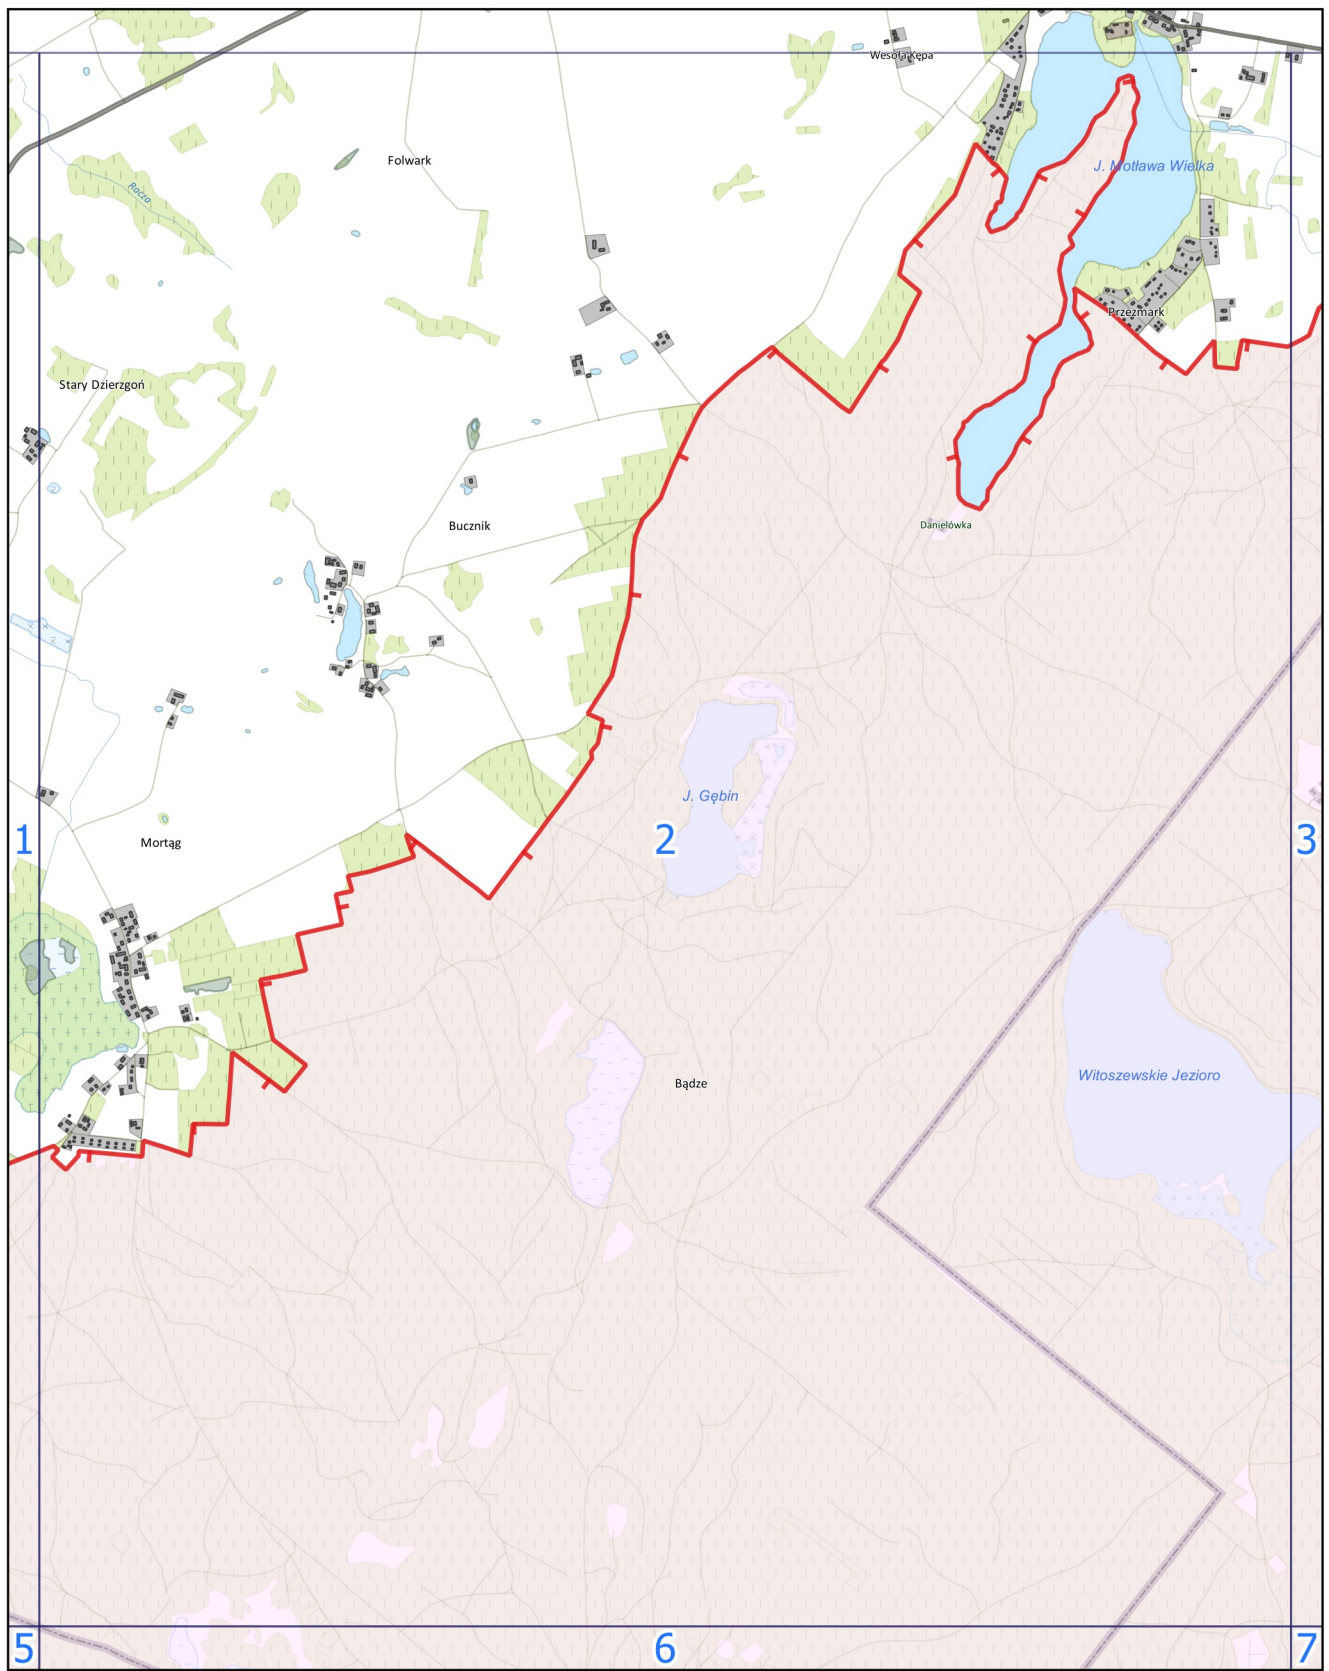 Wesoła Kępa
Folwark
J. Motława Wielka
Racza
Przezmark
Stary Dzierzgoń
Danielówka
Bucznik
J. Gębin
1
2
3
Mortąg
Witoszewskie Jezioro
Bądze
5
6
7